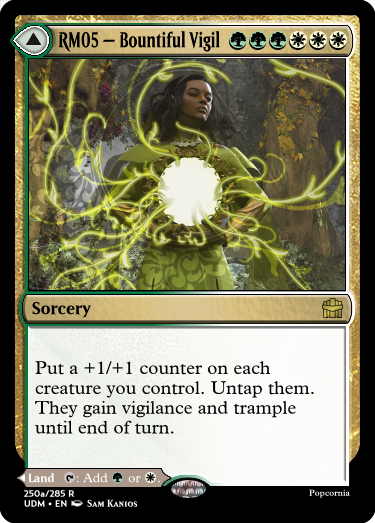 RM05 — Bountiful Vigil
Sorcery
Put a +1/+1 counter on each
creature you control. Untap them.
They gain vigilance and trample
until end of turn.
Land : Add or .
250a/285 R
Popcornia
UDM • EN Sam Kanios